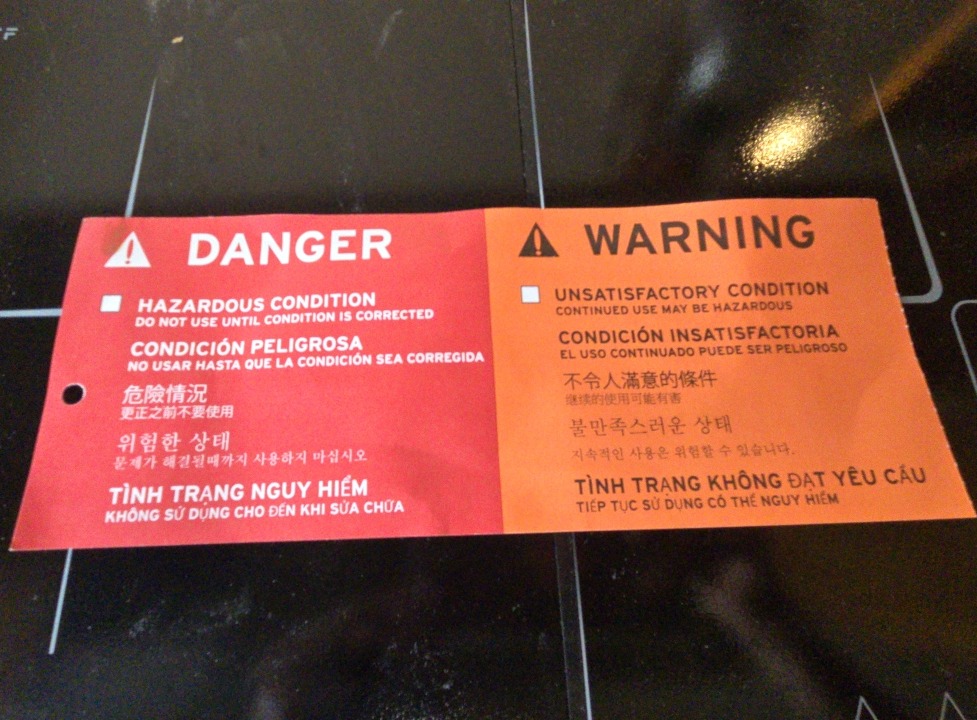 DANGER
HAZARDOUS CONDITION
DO NOT USE UNTIL CONDITION IS CORRECTED
CONDICIÓN PELIGROSA
NO USAR HASTA QUE LA CONDICIÓN SEA CORREGIDA
危險情況
更正之前不要使用
위험한 상태
문제가 해결될때까지 사용하지 마십시오
TÌNH TRẠNG NGUY HIỂM
KHÔNG SỬ DỤNG CHO ĐẾN KHI SỬA CHỮA
WARNING
UNSATISFACTORY CONDITION
CONTINUED USE MAY BE HAZARDOUS
CONDICIÓN INSATISFACTORIA
EL USO CONTINUADO PUEDE SER PELIGROSO
不令人滿意的條件
继续的使用可能有害
불만족스러운 상태
지속적인 사용은 위험할 수 있습니다.
TÌNH TRẠNG KHÔNG ĐẠT YÊU CẦU
TIẾP TỤC SỬ DỤNG CÓ THỂ NGUY HIỂM